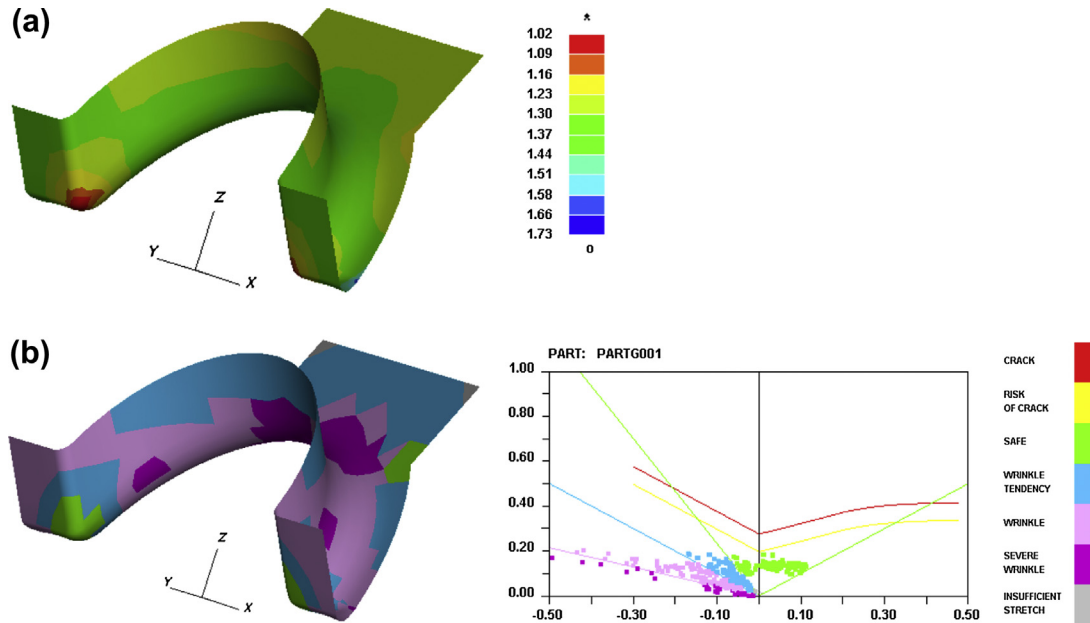 (a)
*
1.02
1.09
1.16
1.23
1.30
1.37
1.44
1.51
1.58
1.66
1.73
o
Z
Y
X
(b)
PART: PARTG001
1.00
0.80
0.60
0.40
0.20
0.00
-0.50
-0.30
-0.10
0.10
0.30
0.50
CRACK
RISK
OF CRACK
SAFE
WRINKLE
TENDENCY
WRINKLE
SEVERE
WRINKLE
INSUFFICIENT
STRETCH
Z
Y
X